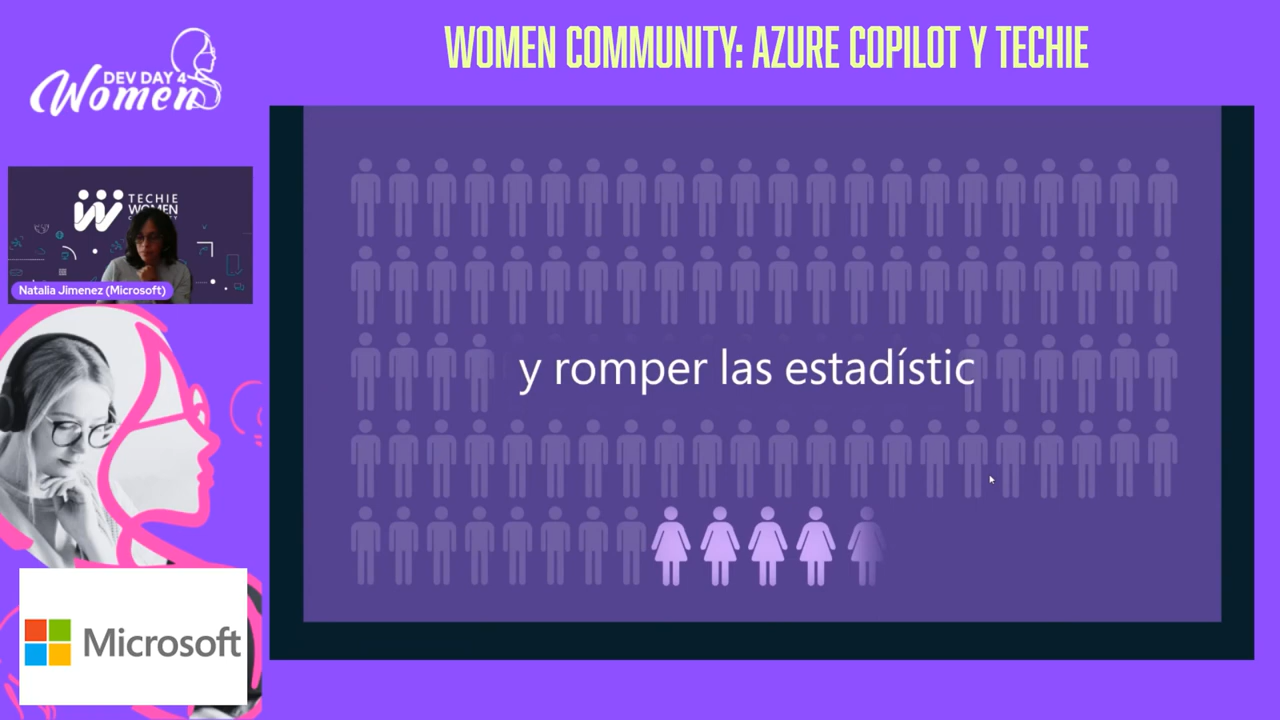 WOMEN COMMUNITY: AZURE COPILOT Y TECHIE
DEV DAY 4
Women
TECHIE
WOMEN
Natalia Jimenez (Microsoft)
y romper las estadístic
Microsoft